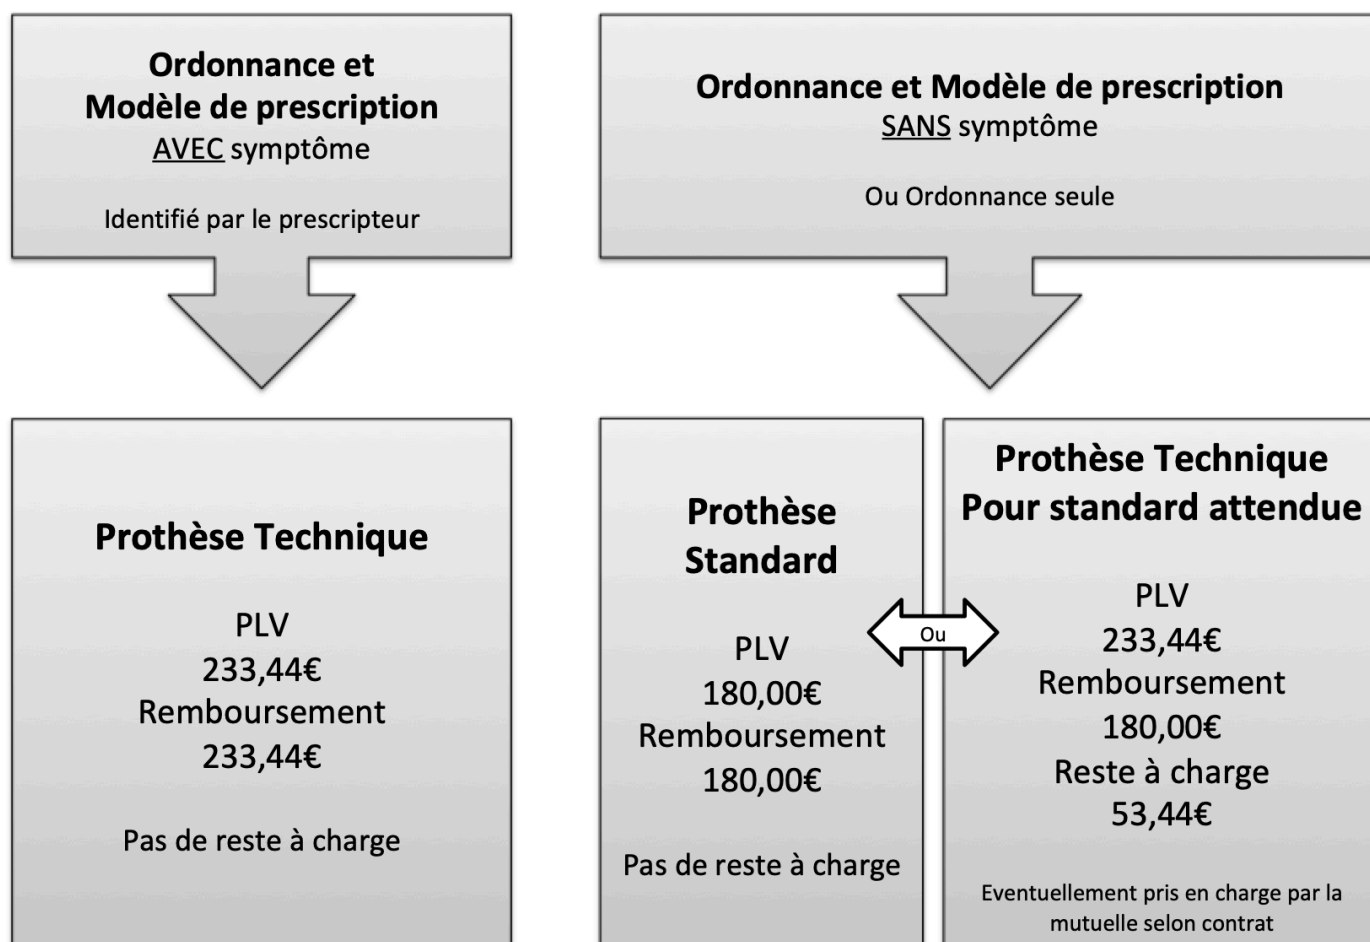 Ordonnance et
Modèle de prescription
AVEC symptôme
Identifié par le prescripteur
Ordonnance et Modèle de prescription
SANS symptôme
Ou Ordonnance seule
Prothèse Technique
PLV
233,44€
Remboursement
233,44€
Pas de reste à charge
Prothèse
Standard
PLV
180,00€
Remboursement
180,00€
Pas de reste à charge
Ou
Prothèse Technique
Pour standard attendue
PLV
233,44€
Remboursement
180,00€
Reste à charge
53,44€
Eventuellement pris en charge par la
mutuelle selon contrat